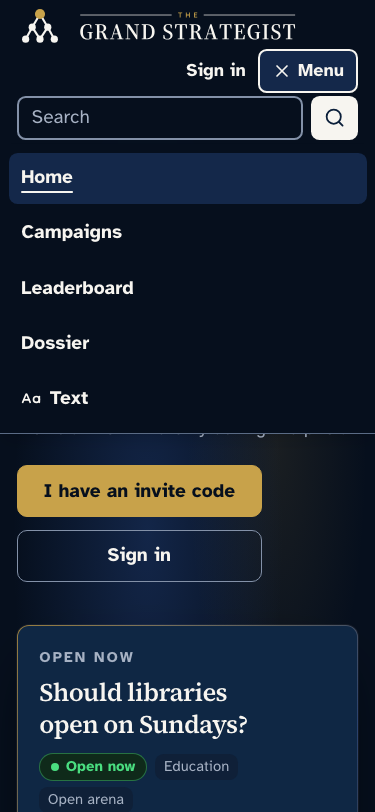 THE
GRAND STRATEGIST
Sign in
Menu
Search
Home
Campaigns
Leaderboard
Dossier
Aa Text
I have an invite code
Sign in
OPEN NOW
Should libraries
open on Sundays?
Open now
Education
Open arena